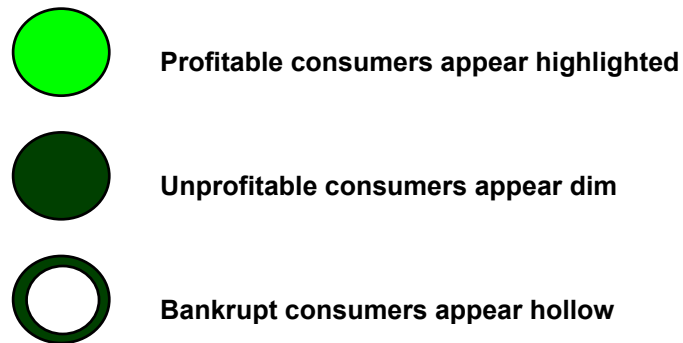 Profitable consumers appear highlighted
Unprofitable consumers appear dim
Bankrupt consumers appear hollow